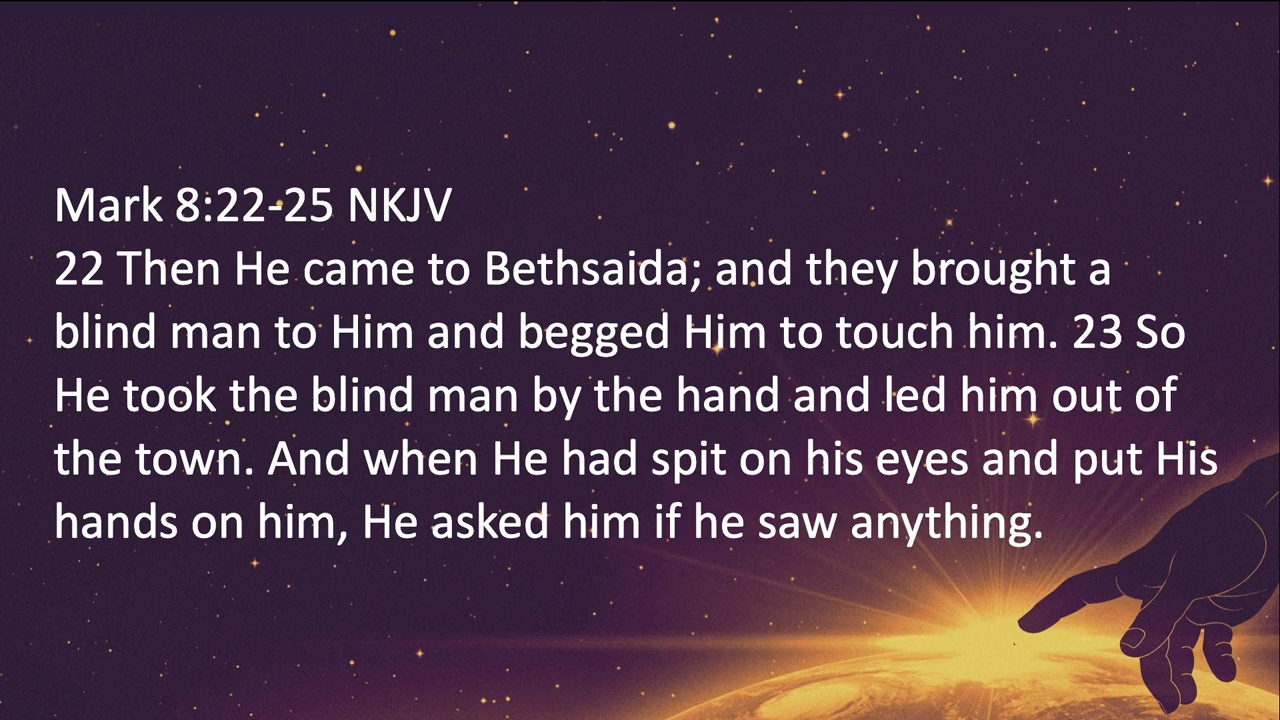 Mark 8:22-25 NKJV
22 Then He came to Bethsaida; and they brought a
blind man to Him and begged Him to touch him. 23 So
He took the blind man by the hand and led him out of
the town. And when He had spit on his eyes and put His
hands on him, He asked him if he saw anything.